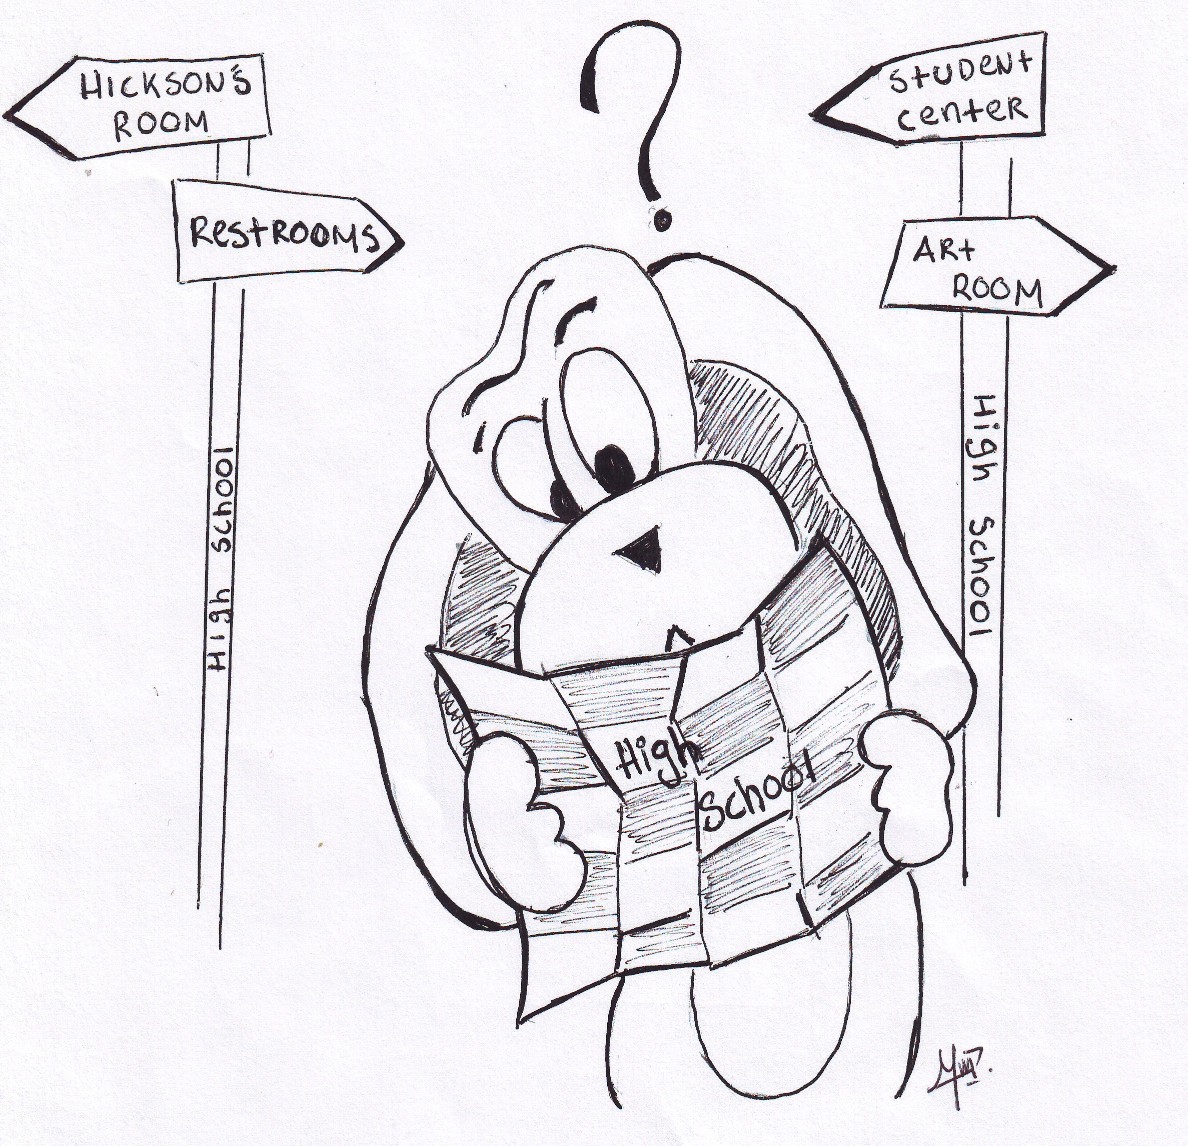 HICKSON'S
ROOM
RestROOMS
?
StuDeNt
CeNteR
ARt
ROOM
High School
High School
High
School